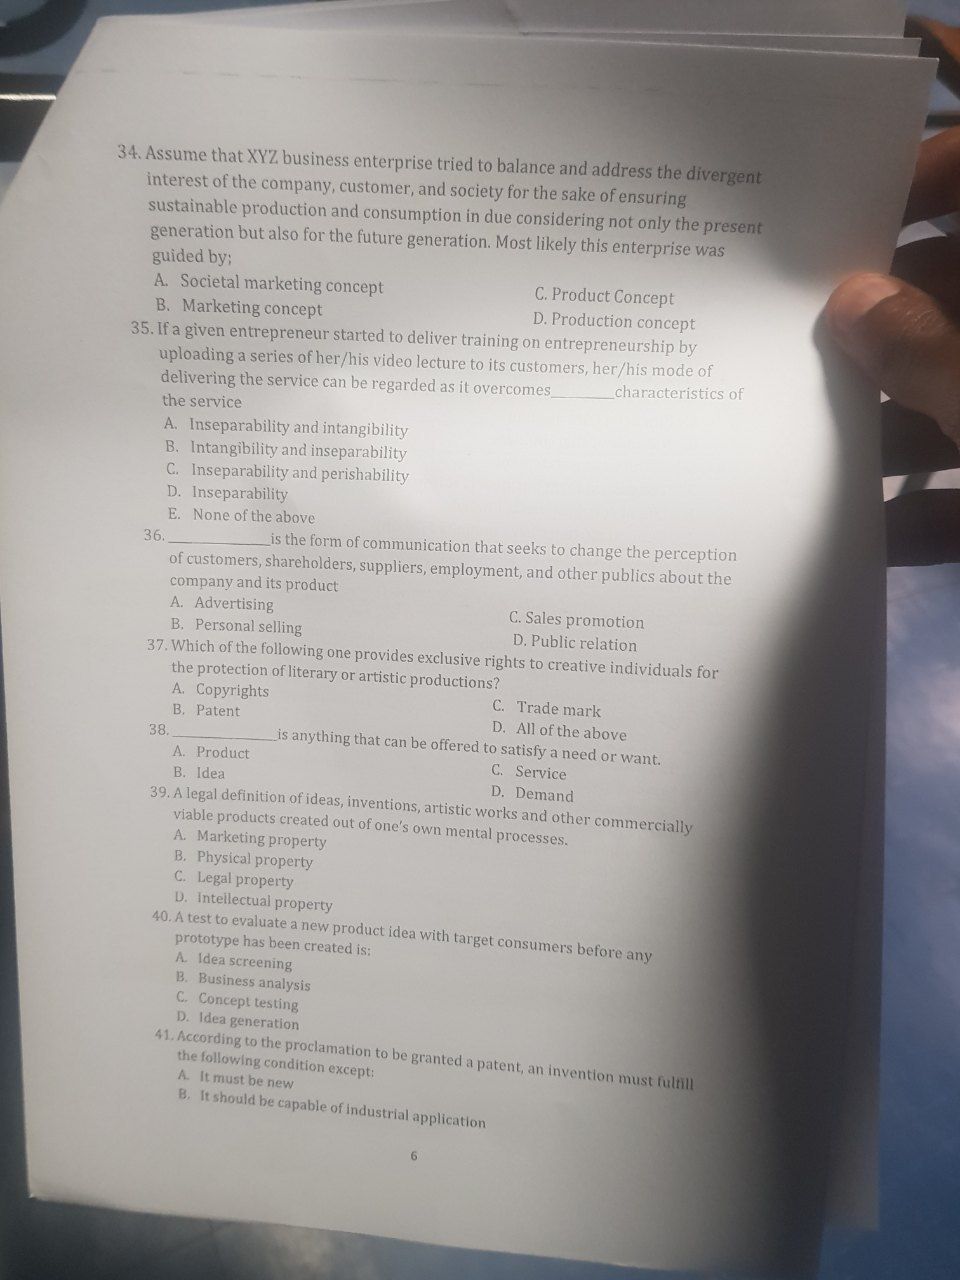 34. Assume that XYZ business enterprise tried to balance and address the divergent
interest of the company, customer, and society for the sake of ensuring
sustainable production and consumption in due considering not only the present
generation but also for the future generation. Most likely this enterprise was
guided by;
A. Societal marketing concept
C. Product Concept
B. Marketing concept
D. Production concept
35. If a given entrepreneur started to deliver training on entrepreneurship by
uploading a series of her/his video lecture to its customers, her/his mode of
delivering the service can be regarded as it overcomes________characteristics of
the service
A. Inseparability and intangibility
B. Intangibility and inseparability
C. Inseparability and perishability
D. Inseparability
E. None of the above
36. _____________is the form of communication that seeks to change the perception
of customers, shareholders, suppliers, employment, and other publics about the
company and its product
A. Advertising
C. Sales promotion
B. Personal selling
D. Public relation
37. Which of the following one provides exclusive rights to creative individuals for
the protection of literary or artistic productions?
A. Copyrights
C. Trade mark
B. Patent
D. All of the above
38. _____________is anything that can be offered to satisfy a need or want.
A. Product
C. Service
B. Idea
D. Demand
39. A legal definition of ideas, inventions, artistic works and other commercially
viable products created out of one's own mental processes.
A. Marketing property
B. Physical property
C. Legal property
D. Intellectual property
40. A test to evaluate a new product idea with target consumers before any
prototype has been created is:
A. Idea screening
B. Business analysis
C. Concept testing
D. Idea generation
41. According to the proclamation to be granted a patent, an invention must fulfill
the following condition except:
A. It must be new
B. It should be capable of industrial application
6